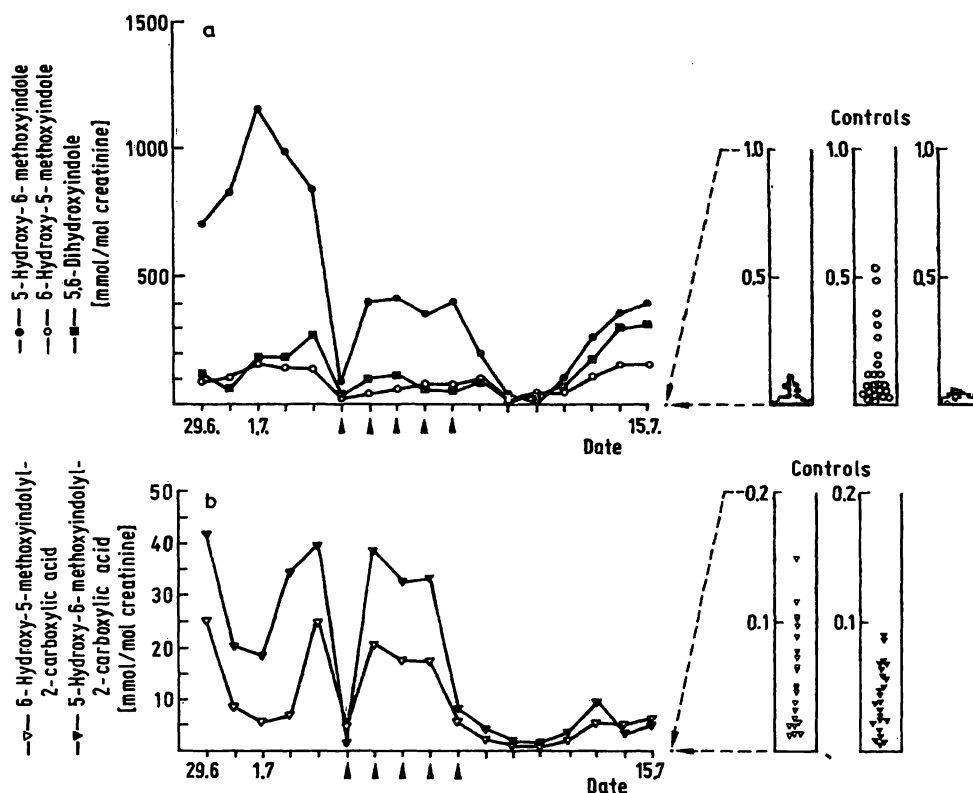 a
1500
1000
500
5-Hydroxy-6-methoxyindole
6-Hydroxy-5-methoxyindole
5,6-Dihydroxyindole
[mmol/mol creatinine]
29.6.
1.7.
15.7.
Date
Controls
1.0
0.5
1.0
0.5
1.0
0.5
b
50
40
30
20
10
6-Hydroxy-5-methoxyindolyl-
2-carboxylic acid
5-Hydroxy-6-methoxyindolyl-
2-carboxylic acid
[mmol/mol creatinine]
29.6
1.7
15.7
Date
Controls
0.2
0.1
0.2
0.1